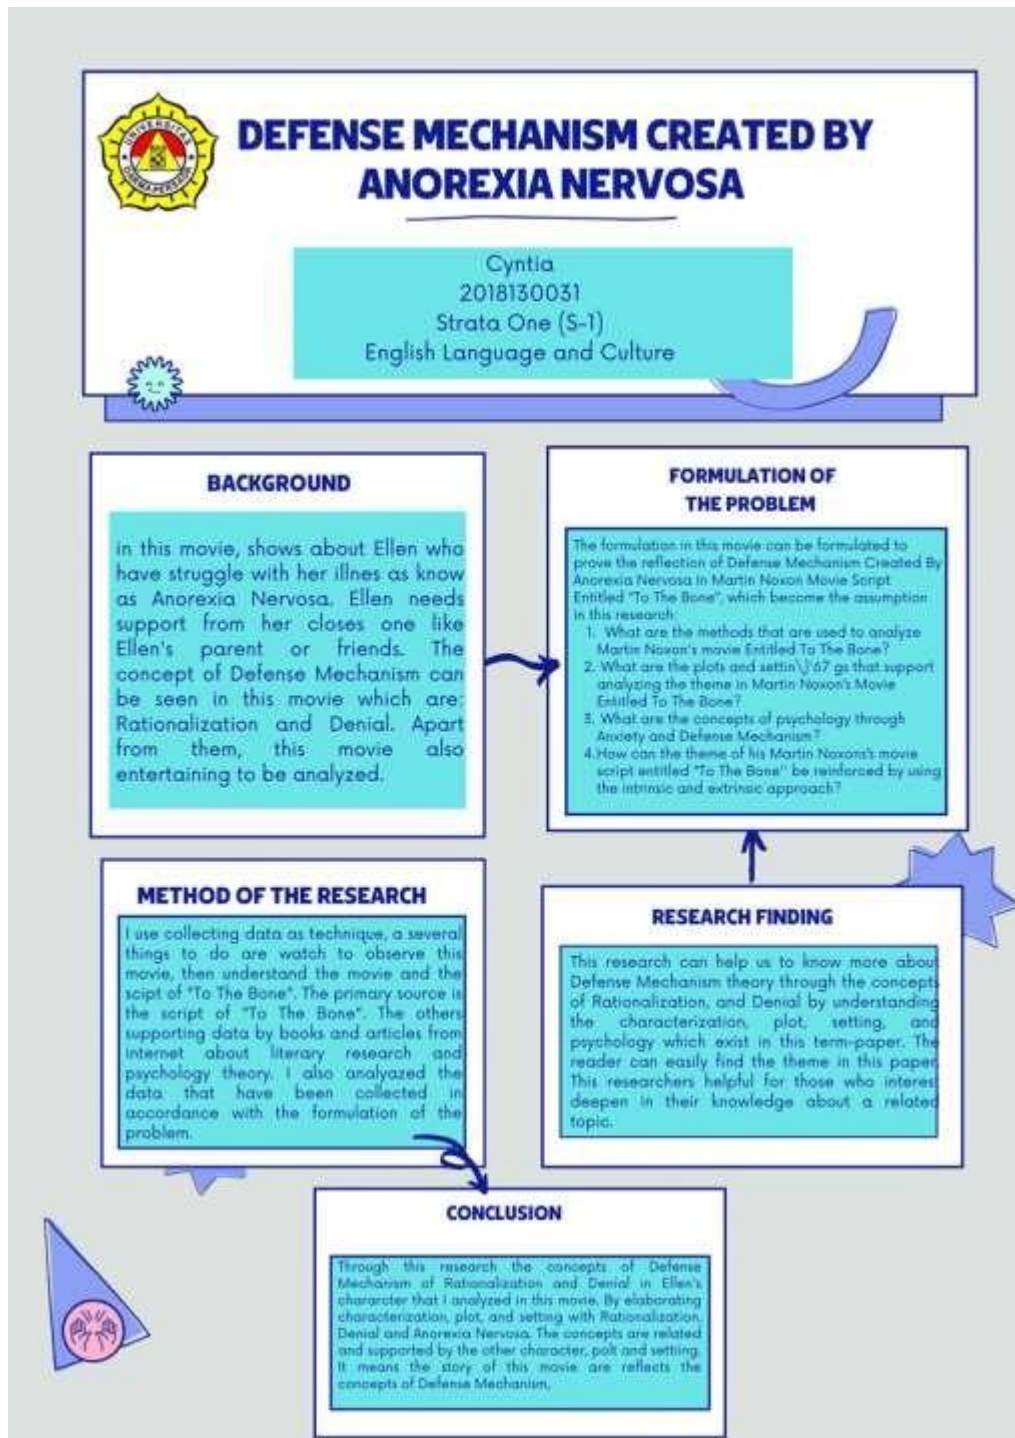 UNIVERSITAS
DARMA PERSADA
DEFENSE MECHANISM CREATED BY
ANOREXIA NERVOSA
Cyntia
2018130031
Strata One (S-1)
English Language and Culture
BACKGROUND
in this movie, shows about Ellen who
have struggle with her illnes as know
as Anorexia Nervosa. Ellen needs
support from her closes one like
Ellen's parent or friends. The
concept of Defense Mechanism can
be seen in this movie which are:
Rationalization and Denial. Apart
from them, this movie also
entertaining to be analyzed.
FORMULATION OF
THE PROBLEM
The formulation in this movie can be formulated to
prove the reflection of Defense Mechanism Created By
Anorexia Nervosa In Martin Noxon Movie Script
Entitled "To The Bone", which become the assumption
in this research:
1. What are the methods that are used to analyze
Martin Noxon's movie Entitled To The Bone?
2. What are the plots and settin\j'67 gs that support
analyzing the theme in Martin Noxon's Movie
Entitled To The Bone?
3. What are the concepts of psychology through
Anxiety and Defense Mechanism?
4. How can the theme of his Martin Noxons's movie
script entitled "To The Bone" be reinforced by using
the intrinsic and extrinsic approach?
METHOD OF THE RESEARCH
I use collecting data as technique, a several
things to do are watch to observe this
movie, then understand the movie and the
scipt of "To The Bone". The primary source is
the script of "To The Bone". The others
supporting data by books and articles from
internet about literary research and
psychology theory. I also analyazed the
data that have been collected in
accordance with the formulation of the
problem.
RESEARCH FINDING
This research can help us to know more about
Defense Mechanism theory through the concepts
of Rationalization, and Denial by understanding
the characterization, plot, setting, and
psychology which exist in this term-paper. The
reader can easily find the theme in this paper.
This researchers helpful for those who interest
deepen in their knowledge about a related
topic.
CONCLUSION
Through this research the concepts of Defense
Mechanism of Rationalization and Denial in Ellen's
chararcter that I analyzed in this movie. By elaborating
characterization, plot, and setting with Rationalization,
Denial and Anorexia Nervosa. The concepts are related
and supported by the other character, polt and setting.
It means the story of this movie are reflects the
concepts of Defense Mechanism,